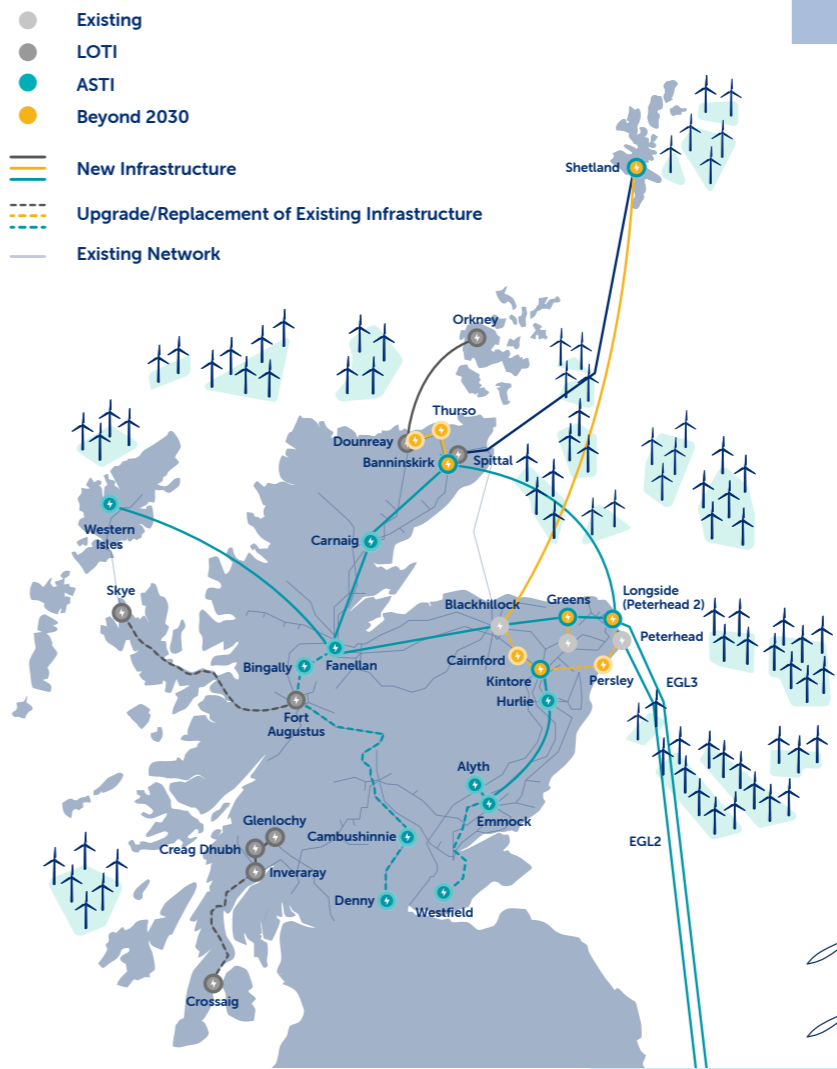 Existing
LOTI
ASTI
Beyond 2030
New Infrastructure
Upgrade/Replacement of Existing Infrastructure
Existing Network
Shetland
Orkney
Thurso
Dounreay
Banninskirk
Spittal
Western
Isles
Carnaig
Skye
Blackhillock
Greens
Longside
(Peterhead 2)
Peterhead
Bingally
Fanellan
Cairnford
Kintore
Persley
EGL3
Hurlie
Fort
Augustus
Alyth
Emmock
Glenlochy
Cambushinnie
Creag Dhubh
Inveraray
EGL2
Denny
Westfield
Crossaig